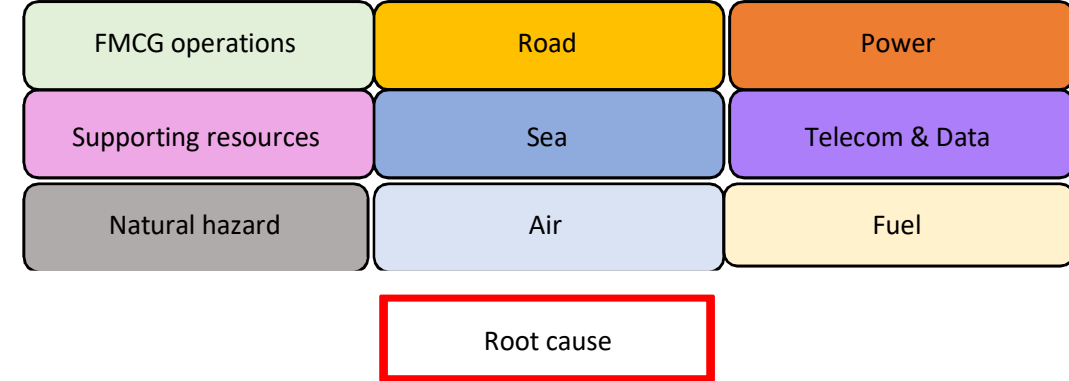 FMCG operations
Road
Power
Supporting resources
Sea
Telecom & Data
Natural hazard
Air
Fuel
Root cause